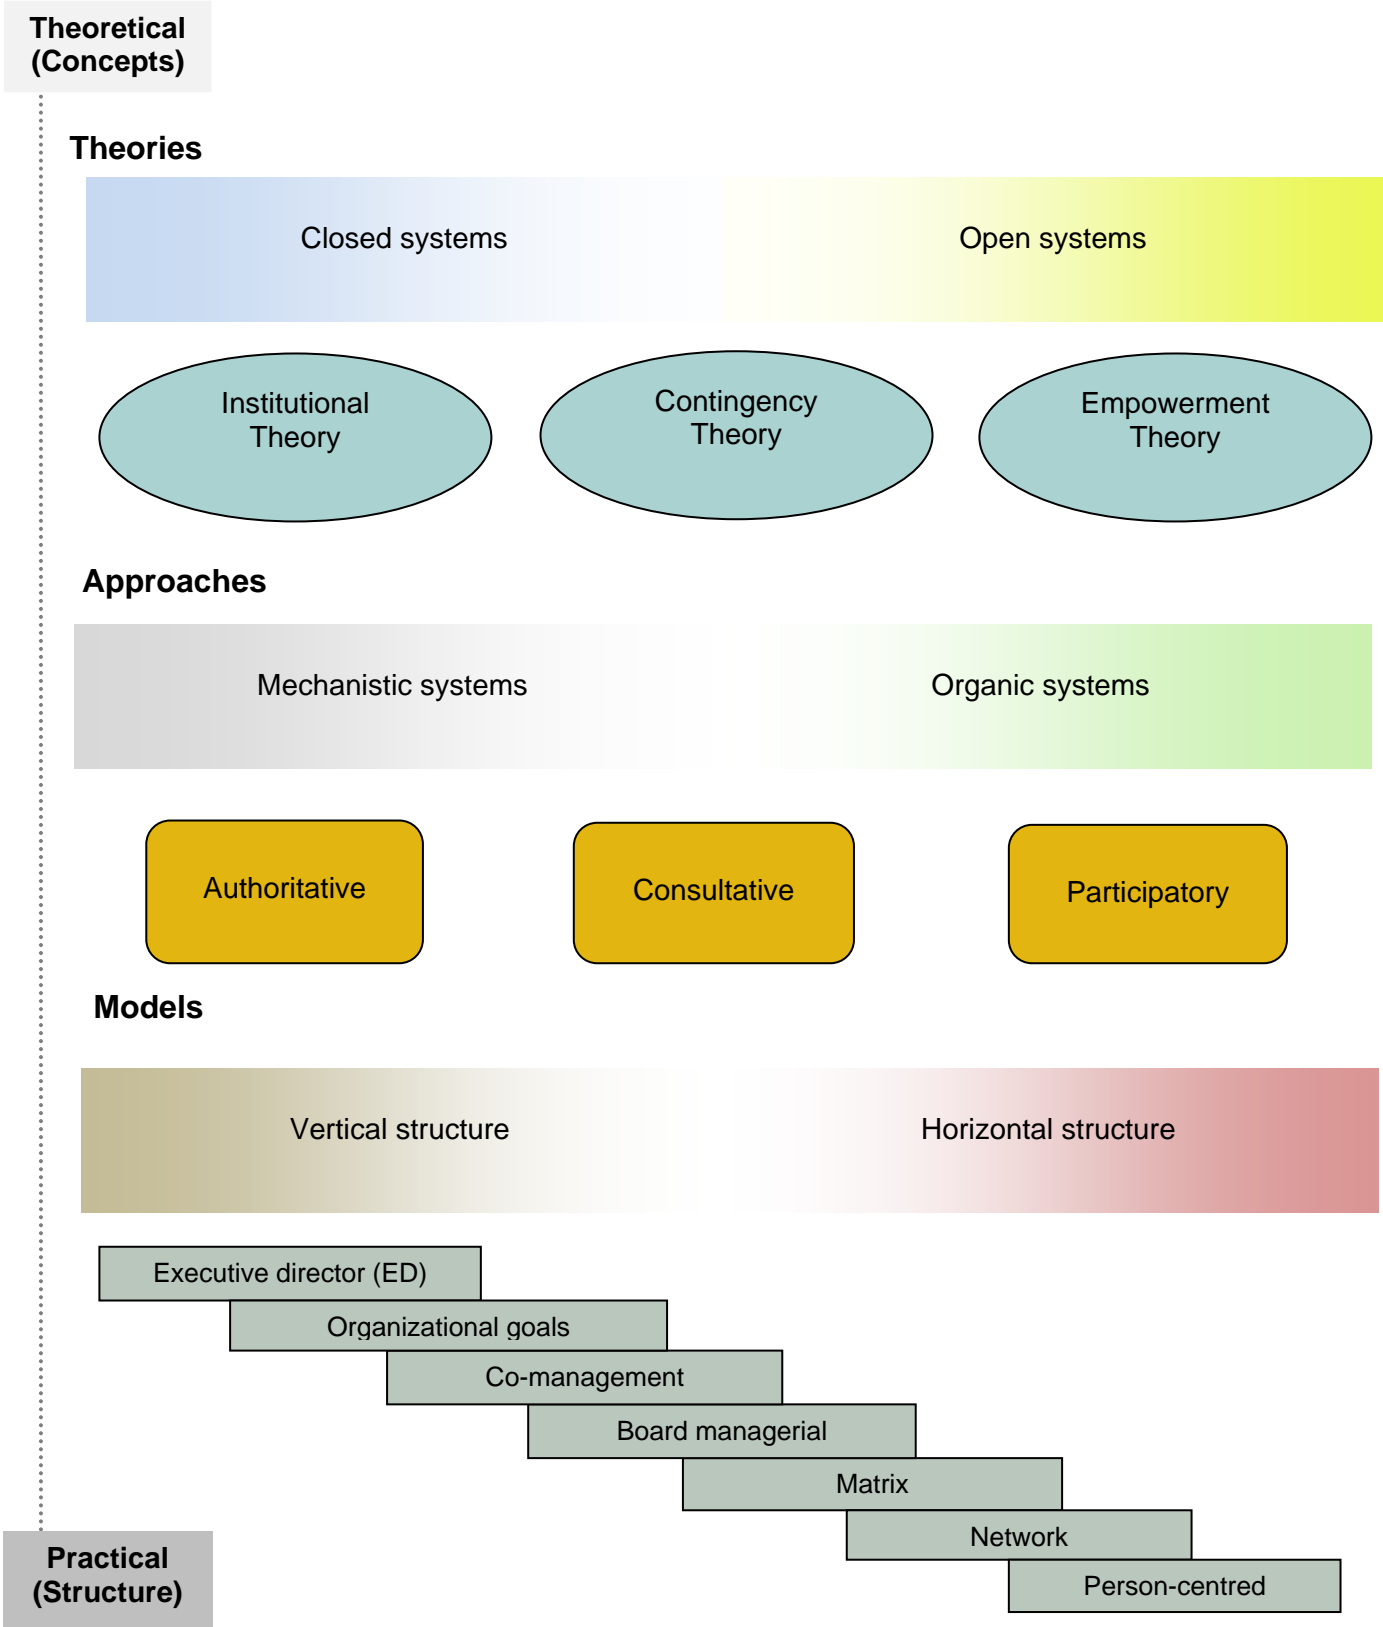 Theoretical
(Concepts)
Theories
Closed systems
Open systems
Institutional
Theory
Contingency
Theory
Empowerment
Theory
Approaches
Mechanistic systems
Organic systems
Authoritative
Consultative
Participatory
Models
Vertical structure
Horizontal structure
Executive director (ED)
Organizational goals
Co-management
Board managerial
Matrix
Network
Person-centred
Practical
(Structure)